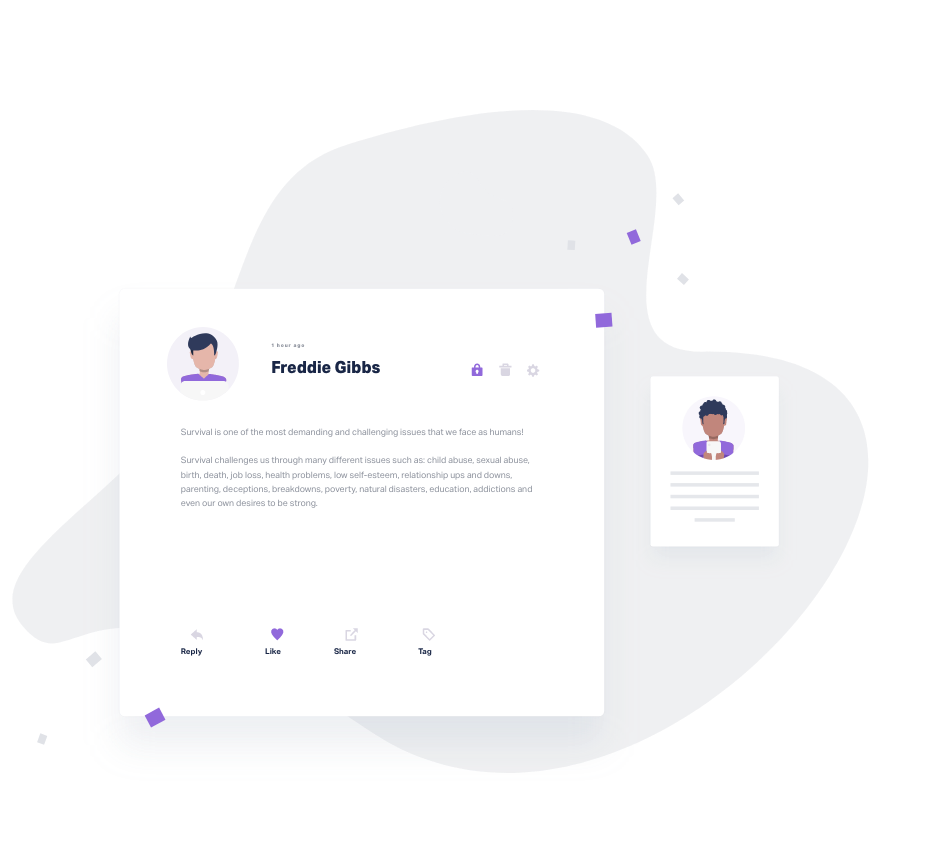 1 hour ago
Freddie Gibbs
Survival is one of the most demanding and challenging issues that we face as humans!
Survival challenges us through many different issues such as: child abuse, sexual abuse,
birth, death, job loss, health problems, low self-esteem, relationship ups and downs,
parenting, deceptions, breakdowns, poverty, natural disasters, education, addictions and
even our own desires to be strong.
Reply Like Share Tag